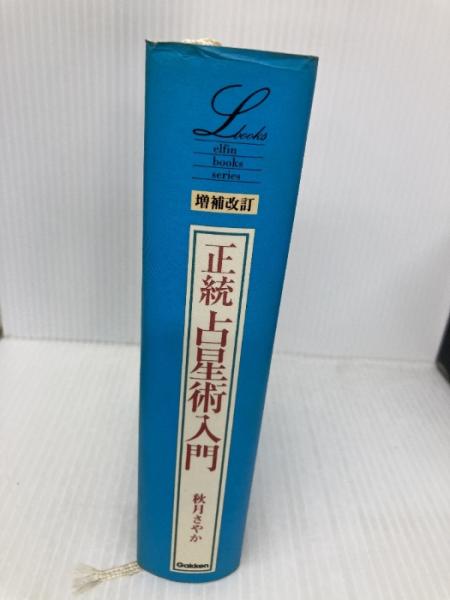 L books
elfin
books
series
増補改訂
正統占星術入門
秋月さやか
Gakken